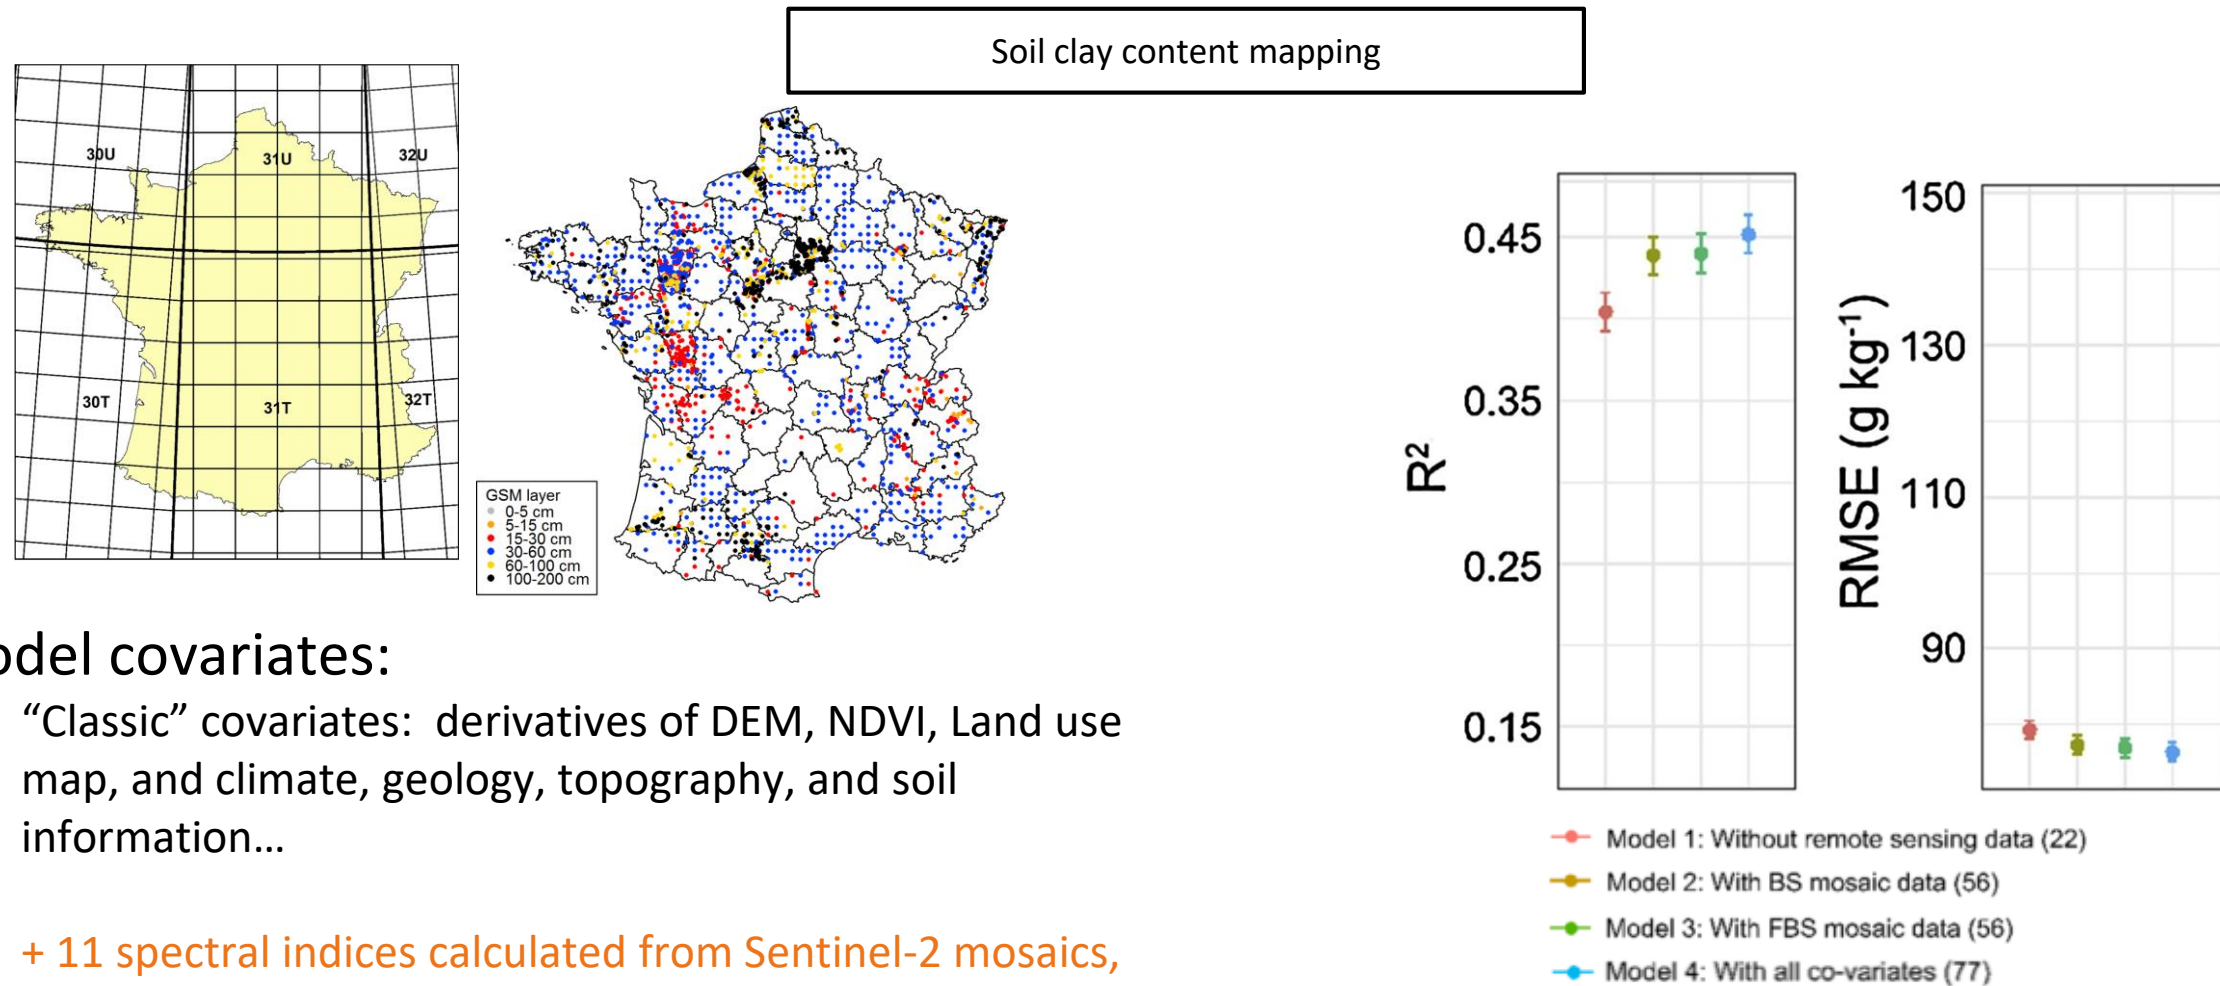 Soil clay content mapping
30U
31U
32U
30T
31T
32T
GSM layer
0-5 cm
5-15 cm
15-30 cm
30-60 cm
60-100 cm
100-200 cm
R²
0.45
0.35
0.25
0.15
RMSE (g kg⁻¹)
150
130
110
90
Model 1: Without remote sensing data (22)
Model 2: With BS mosaic data (56)
Model 3: With FBS mosaic data (56)
Model 4: With all co-variates (77)
odel covariates:
“Classic” covariates: derivatives of DEM, NDVI, Land use
map, and climate, geology, topography, and soil
information…
+ 11 spectral indices calculated from Sentinel-2 mosaics,